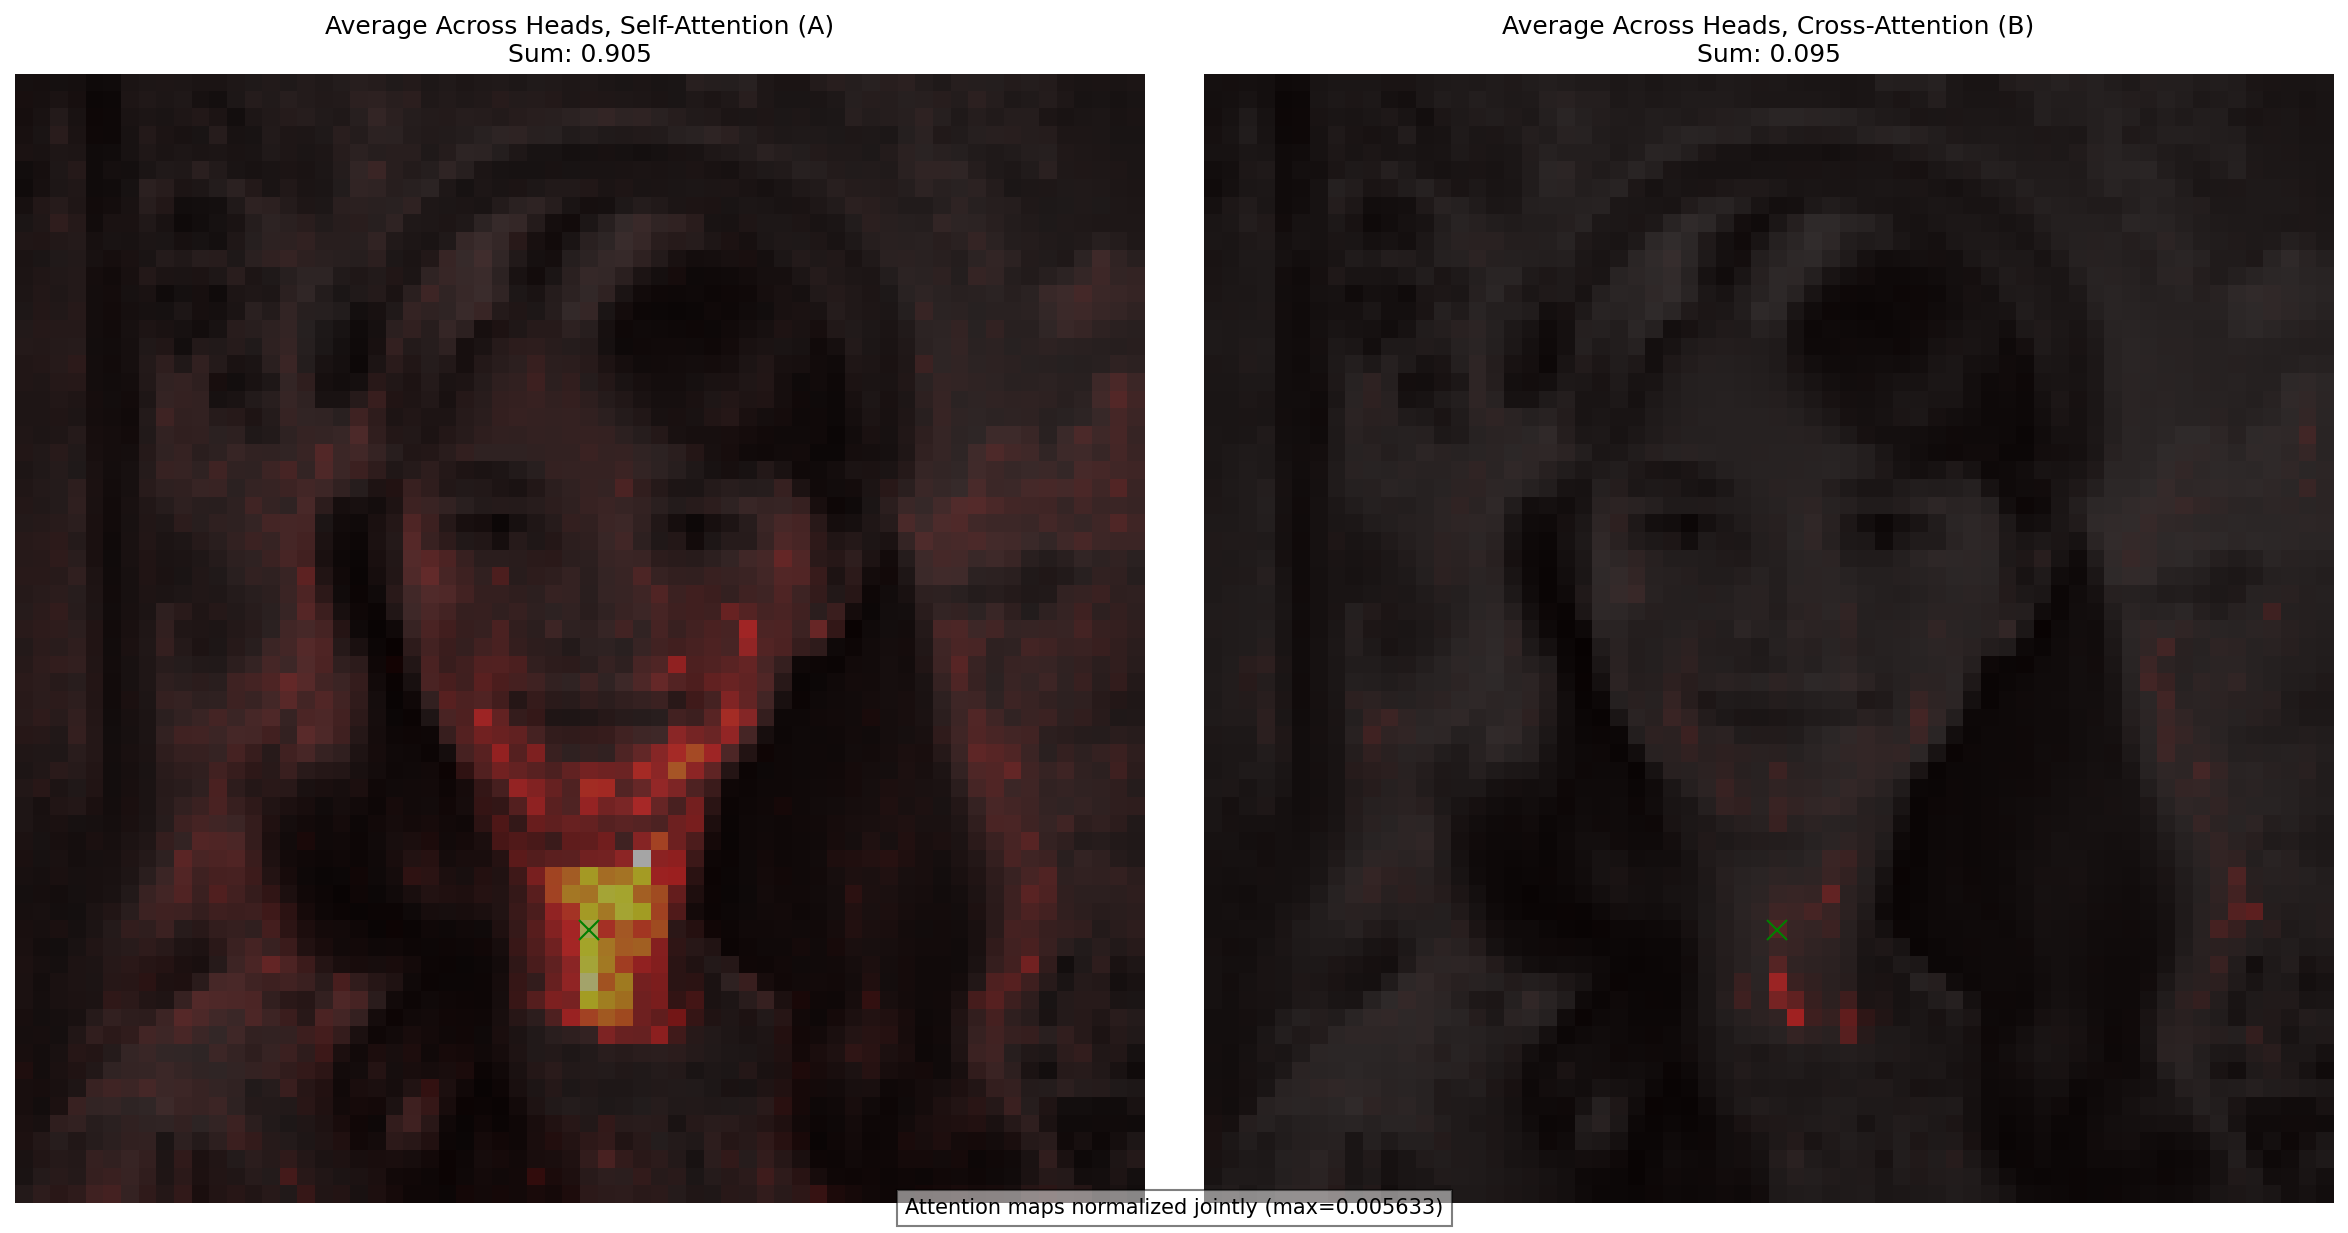 Average Across Heads, Self-Attention (A)
Sum: 0.905
Average Across Heads, Cross-Attention (B)
Sum: 0.095
Attention maps normalized jointly (max=0.005633)